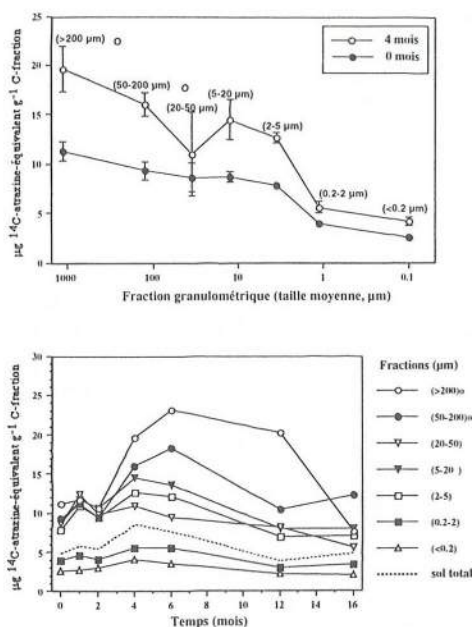 µg ¹⁴C-atrazine-équivalent g⁻¹ C-fraction
25
20
15
10
5
0
(>200 µm)
o
(50-200 µm)
o
(20-50 µm)
(5-20 µm)
(2-5 µm)
(0.2-2 µm)
(<0.2 µm)
4 mois
0 mois
1000
100
10
1
0.1
Fraction granulométrique (taille moyenne, µm)
µg ¹⁴C-atrazine-équivalent g⁻¹ C-fraction
30
25
20
15
10
5
0
0
2
4
6
8
10
12
14
16
Temps (mois)
Fractions (µm)
(>200)o
(50-200)o
(20-50)
(5-20 )
(2-5)
(0.2-2)
(<0.2)
sol total